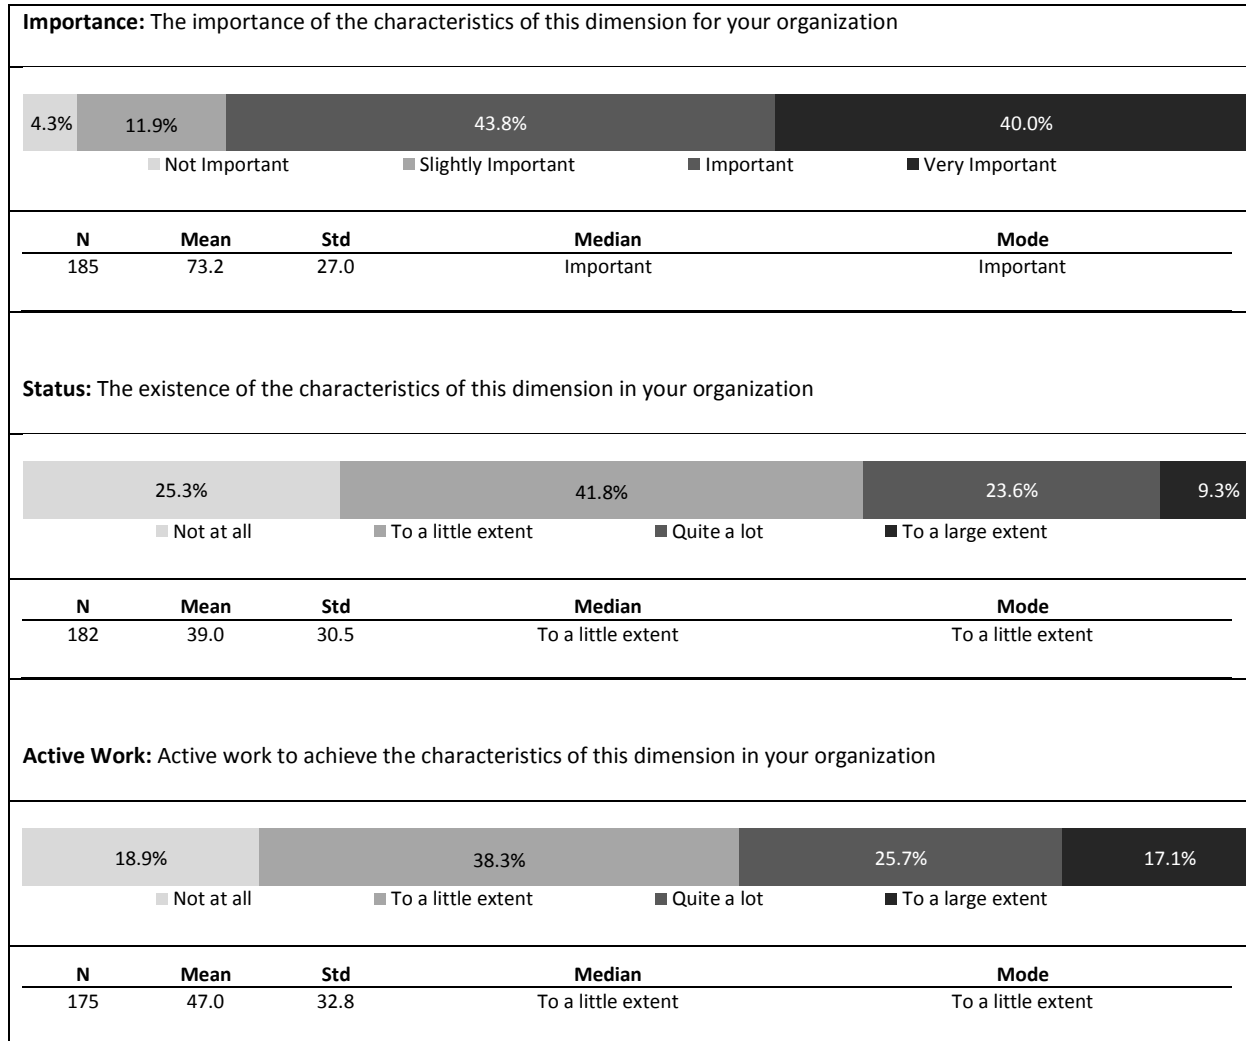 Importance: The importance of the characteristics of this dimension for your organization
4.3% 11.9% 43.8% 40.0%
Not Important Slightly Important Important Very Important
N Mean Std Median Mode
185 73.2 27.0 Important Important
Status: The existence of the characteristics of this dimension in your organization
25.3% 41.8% 23.6% 9.3%
Not at all To a little extent Quite a lot To a large extent
N Mean Std Median Mode
182 39.0 30.5 To a little extent To a little extent
Active Work: Active work to achieve the characteristics of this dimension in your organization
18.9% 38.3% 25.7% 17.1%
Not at all To a little extent Quite a lot To a large extent
N Mean Std Median Mode
175 47.0 32.8 To a little extent To a little extent